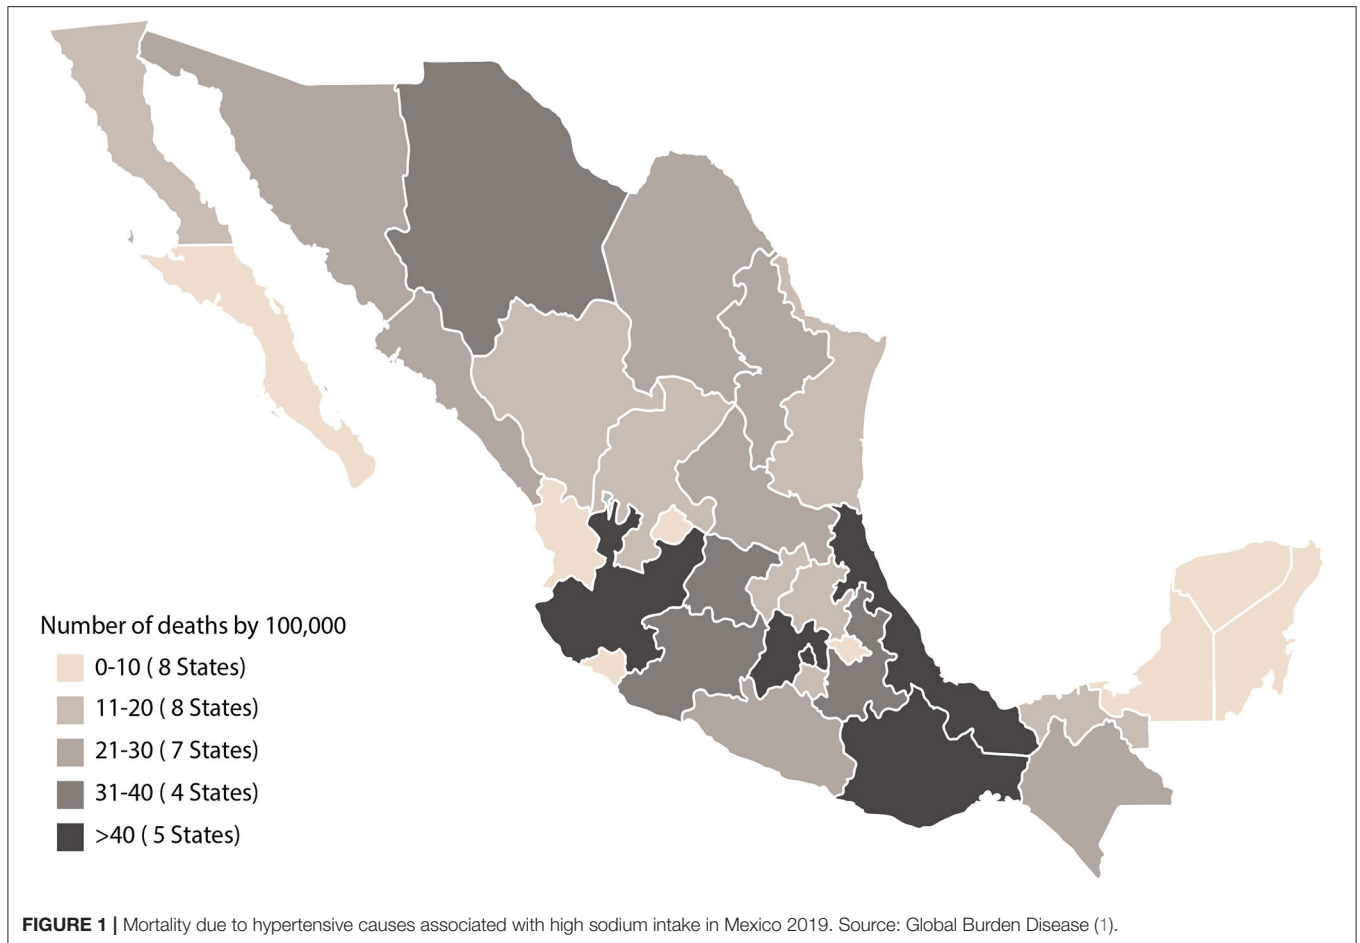 Number of deaths by 100,000
0-10 ( 8 States)
11-20 ( 8 States)
21-30 ( 7 States)
31-40 ( 4 States)
>40 ( 5 States)
FIGURE 1 | Mortality due to hypertensive causes associated with high sodium intake in Mexico 2019. Source: Global Burden Disease (1).